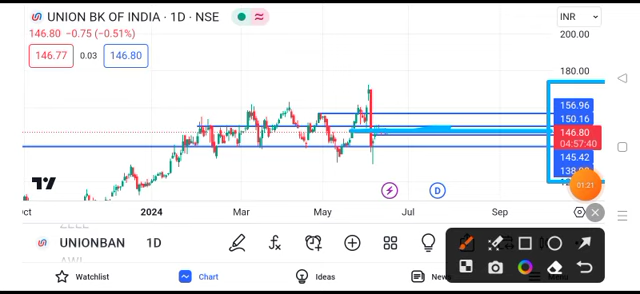 UNION BK OF INDIA · 1D · NSE
INR
146.80 −0.75 (−0.51%)
146.77 0.03 146.80
200.00
180.00
156.96
150.16
146.80
04:57:40
145.42
01:21
2024 Mar May Jul Sep
D
UNIONBAN 1D
Watchlist Chart Ideas News